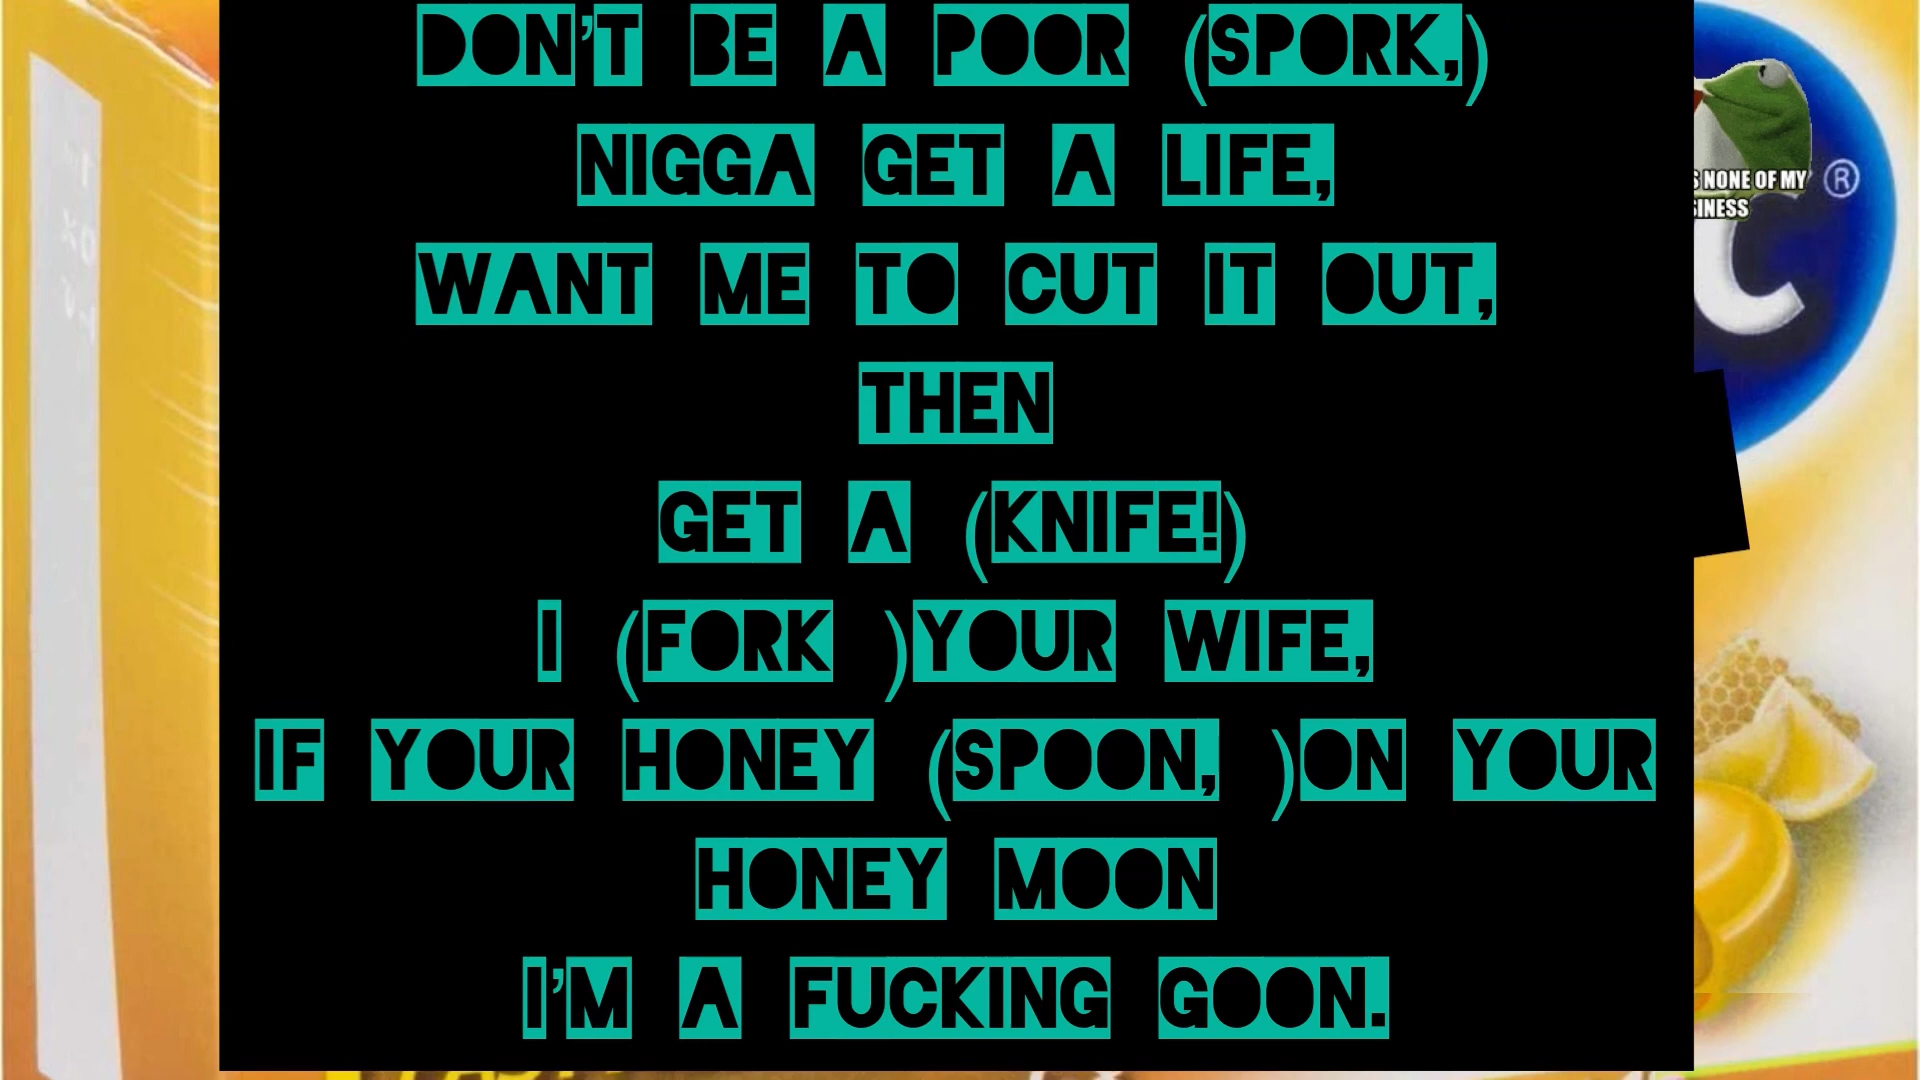 DON'T BE A POOR (SPORK,)
NIGGA GET A LIFE,
WANT ME TO CUT IT OUT,
THEN
GET A (KNIFE!)
I (FORK )YOUR WIFE,
IF YOUR HONEY (SPOON, )ON YOUR
HONEY MOON
I'M A FUCKING GOON.
NONE OF MY
®